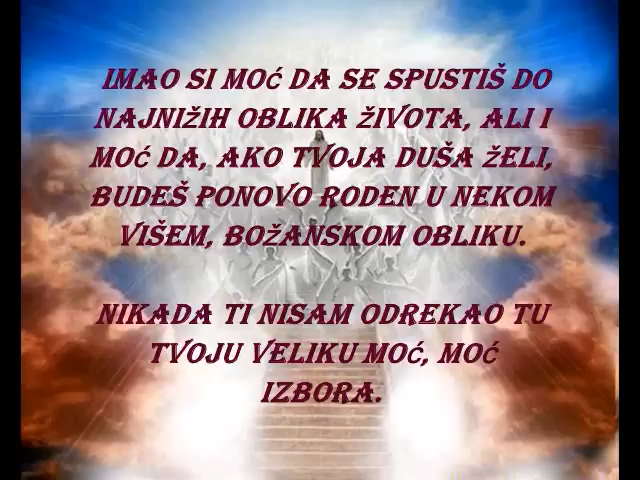 IMAO SI MOĆ DA SE SPUSTIŠ DO
NAJNIŽIH OBLIKA ŽIVOTA, ALI I
MOĆ DA, AKO TVOJA DUŠA ŽELI,
BUDEŠ PONOVO RODEN U NEKOM
VIŠEM, BOŽANSKOM OBLIKU.
NIKADA TI NISAM ODREKAO TU
TVOJU VELIKU MOĆ, MOĆ
IZBORA.